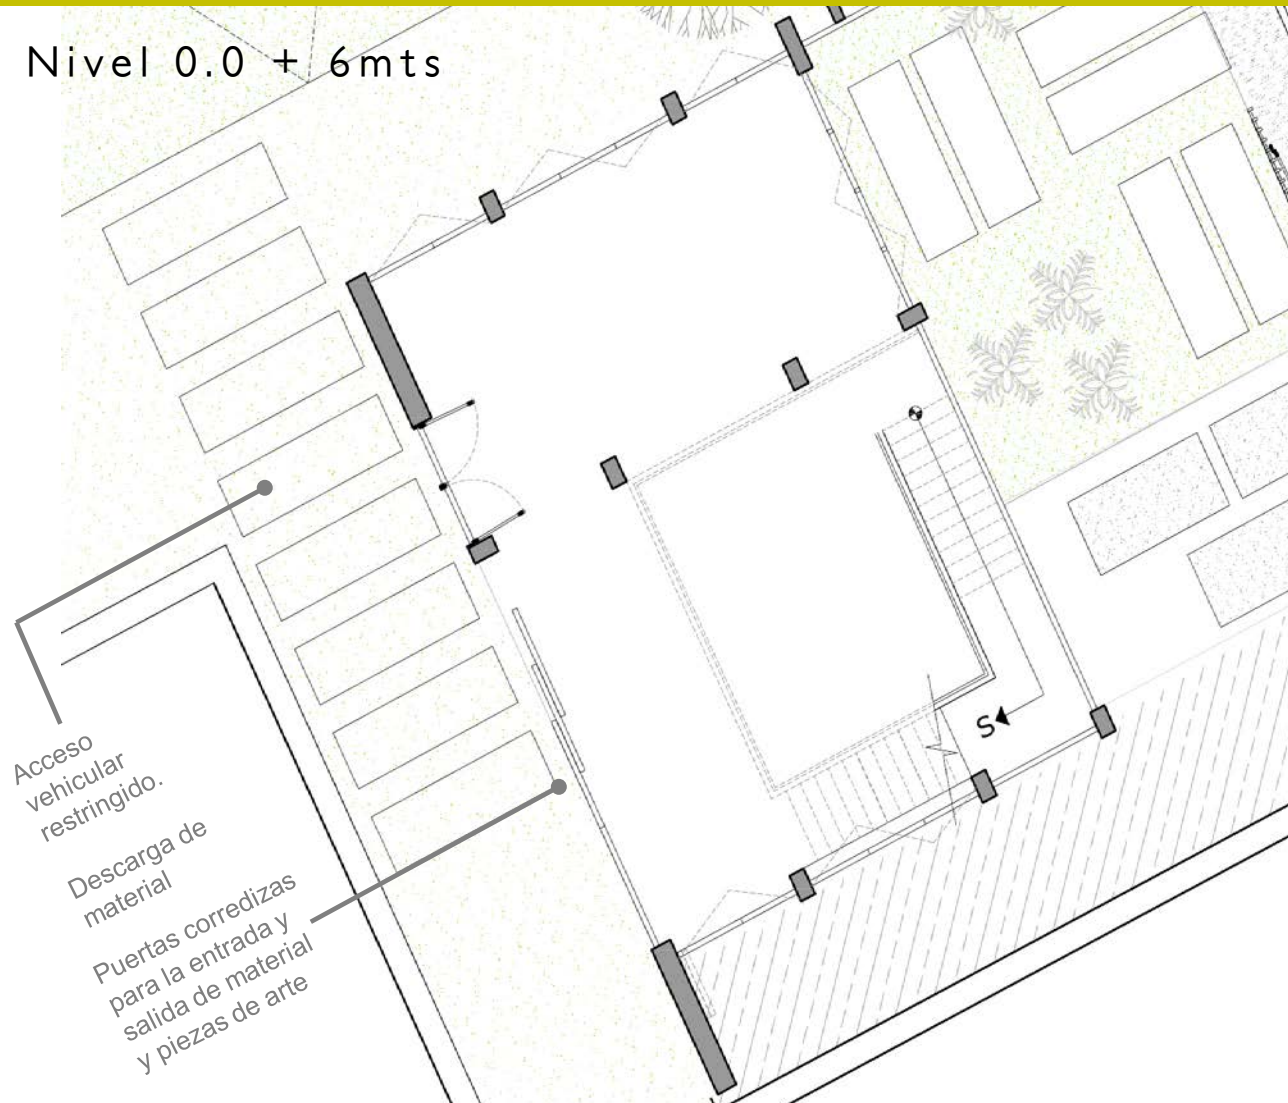 Nivel 0.0 + 6mts
S
Acceso
vehicular
restringido.
Descarga de
material
Puertas corredizas
para la entrada y
salida de material
y piezas de arte